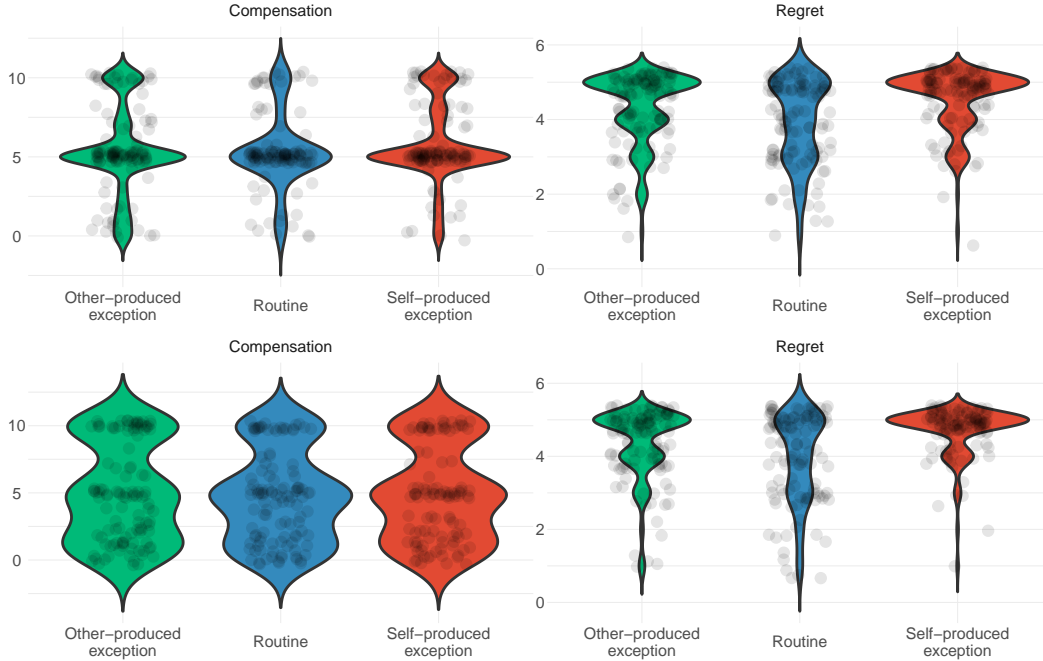 Compensation
Regret
10
5
0
6
4
2
0
Other−produced
exception
Routine
Self−produced
exception
Other−produced
exception
Routine
Self−produced
exception
Compensation
Regret
10
5
0
6
4
2
0
Other−produced
exception
Routine
Self−produced
exception
Other−produced
exception
Routine
Self−produced
exception